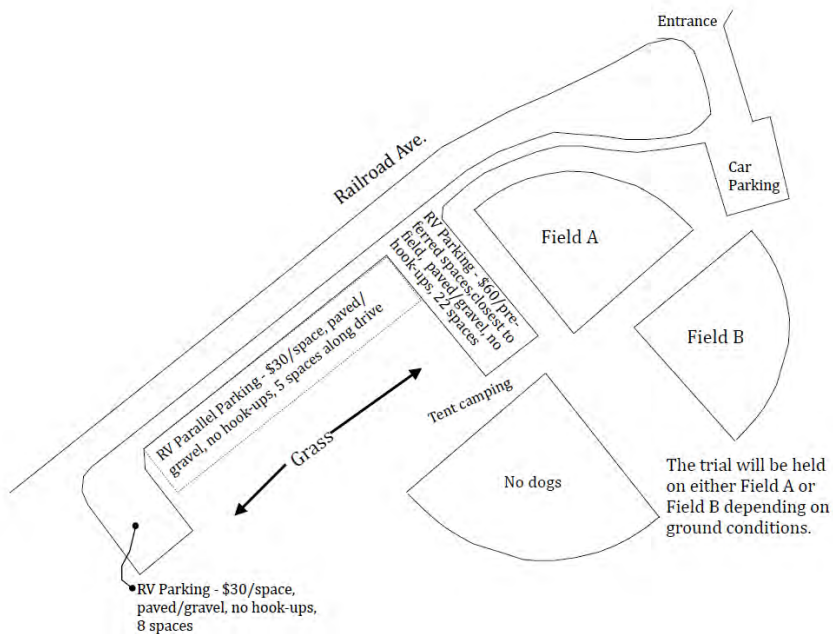 Entrance
Railroad Ave.
Car
Parking
RV Parking - $60/pre-
ferred spaces,closest to
field, paved/gravel, no
hook-ups, 22 spaces
Field A
Field B
RV Parallel Parking - $30/space, paved/
gravel, no hook-ups, 5 spaces along drive
Tent camping
Grass
No dogs
The trial will be held
on either Field A or
Field B depending on
ground conditions.
RV Parking - $30/space,
paved/gravel, no hook-ups,
8 spaces